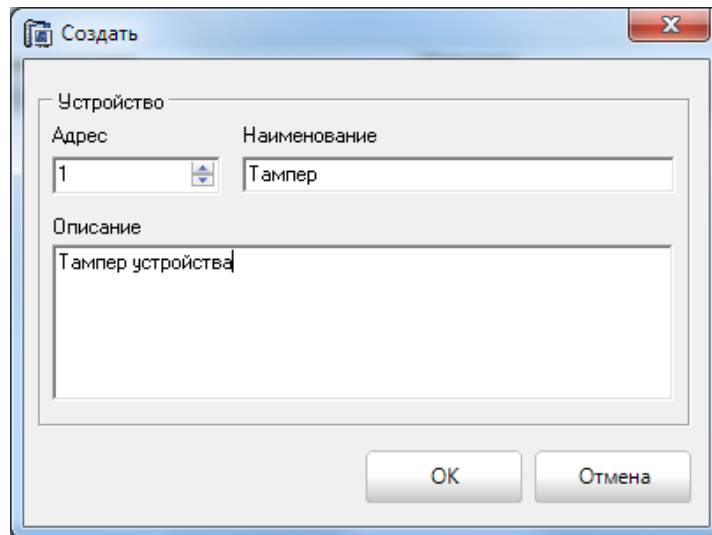 Создать
Устройство
Адрес Наименование
1 Тампер
Описание
Тампер устройства
OK Отмена